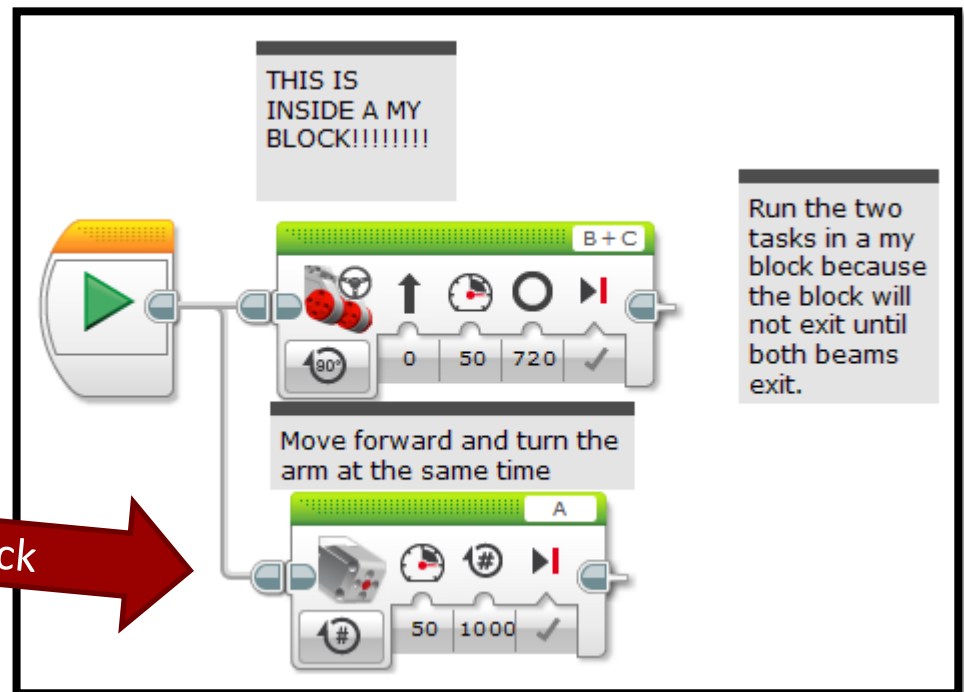 THIS IS
INSIDE A MY
BLOCK!!!!!!!!
B+C
90°
0
50
720
Run the two
tasks in a my
block because
the block will
not exit until
both beams
exit.
Move forward and turn the
arm at the same time
ck
A
#
#
50
1000